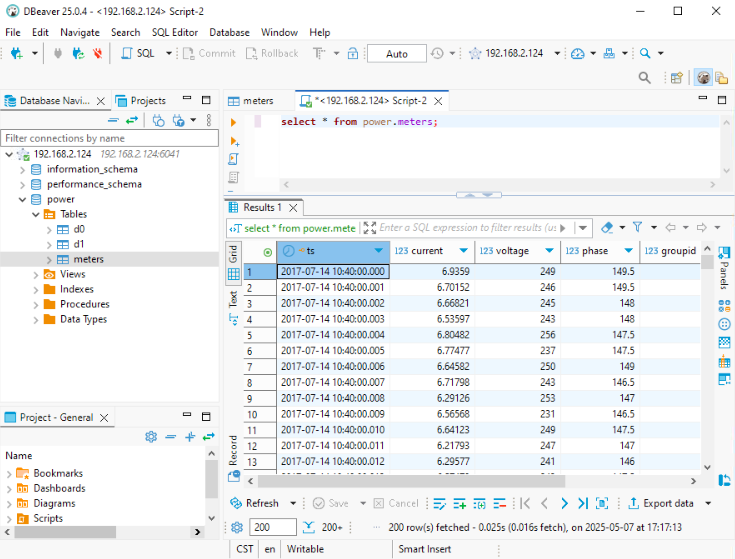 DBeaver 25.0.4 - <192.168.2.124> Script-2
File Edit Navigate Search SQL Editor Database Window Help
SQL Commit Rollback T Auto 192.168.2.124
Database Navi... Projects
Filter connections by name
192.168.2.124 192.168.2.124:6041
information_schema
performance_schema
power
Tables
d0
d1
meters
Views
Indexes
Procedures
Data Types
Project - General
Name
Bookmarks
Dashboards
Diagrams
Scripts
meters *<192.168.2.124> Script-2
select * from power.meters;
Results 1
select * from power.mete Enter a SQL expression to filter results (us
Grid
Text
Record
Panels
ts 123 current 123 voltage 123 phase 123 groupid
1 2017-07-14 10:40:00.000 6.9359 249 149.5
2 2017-07-14 10:40:00.001 6.70152 246 149.5
3 2017-07-14 10:40:00.002 6.66821 245 148
4 2017-07-14 10:40:00.003 6.53597 243 148
5 2017-07-14 10:40:00.004 6.80482 256 147.5
6 2017-07-14 10:40:00.005 6.77477 237 147.5
7 2017-07-14 10:40:00.006 6.64582 250 149
8 2017-07-14 10:40:00.007 6.71798 243 146.5
9 2017-07-14 10:40:00.008 6.29126 253 147
10 2017-07-14 10:40:00.009 6.56568 231 146.5
11 2017-07-14 10:40:00.010 6.64123 249 147.5
12 2017-07-14 10:40:00.011 6.21793 247 147
13 2017-07-14 10:40:00.012 6.29577 241 146
Refresh Save Cancel Export data
200 200+ 200 row(s) fetched - 0.025s (0.016s fetch), on 2025-05-07 at 17:17:13
CST en Writable Smart Insert